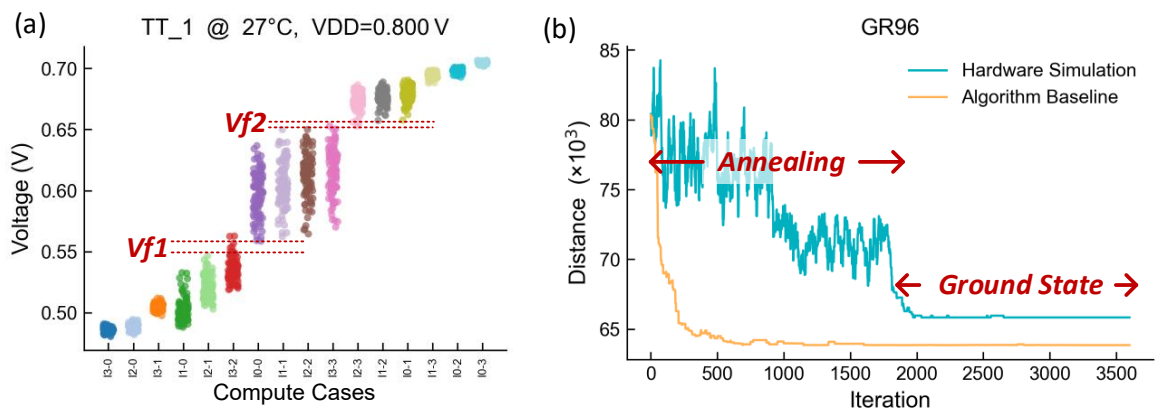 (a) TT_1 @ 27°C, VDD=0.800 V
Voltage (V)
0.70
0.65
0.60
0.55
0.50
Vf2
Vf1
I3-0 I2-0 I3-1 I1-0 I2-1 I3-2 I0-0 I1-1 I2-2 I3-3 I2-3 I1-2 I0-1 I1-3 I0-2 I0-3
Compute Cases
(b) GR96
Distance (×10³)
85
80
75
70
65
Hardware Simulation
Algorithm Baseline
Annealing
Ground State
0 500 1000 1500 2000 2500 3000 3500
Iteration